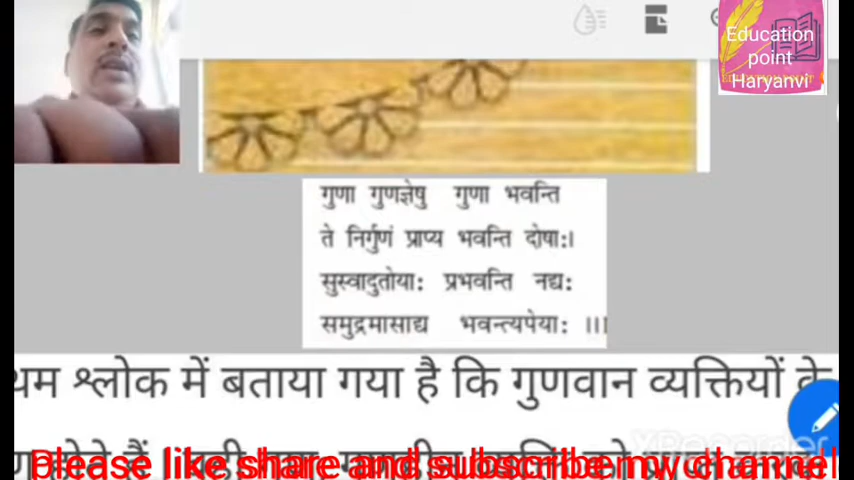 Education
point
Haryanvi
गुणा गुणज्ञेषु गुणा भवन्ति
ते निर्गुणं प्राप्य भवन्ति दोषाः।
सुस्वादुतोयाः प्रभवन्ति नद्यः
समुद्रमासाद्य भवन्त्यपेयाः ।।।
थम श्लोक में बताया गया है कि गुणवान व्यक्तियों के
Please like share and subscribe my channel